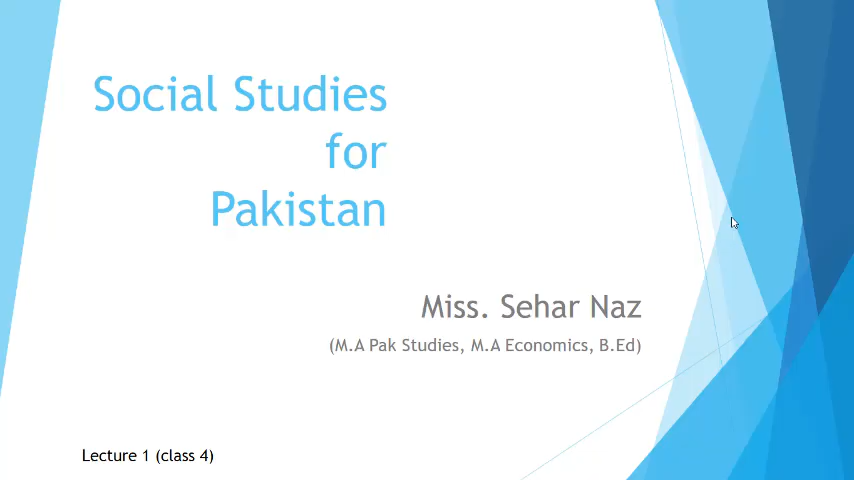 Social Studies
for
Pakistan
Miss. Sehar Naz
(M.A Pak Studies, M.A Economics, B.Ed)
Lecture 1 (class 4)